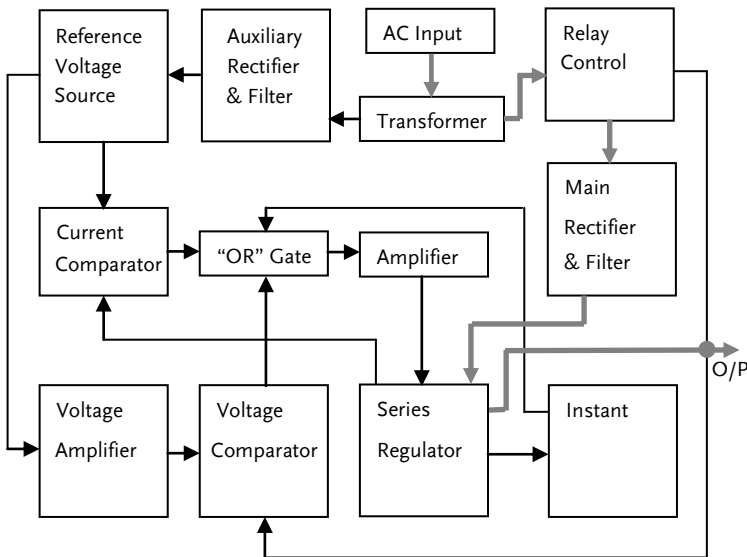 Reference
Voltage
Source
Auxiliary
Rectifier
& Filter
AC Input
Transformer
Relay
Control
Main
Rectifier
& Filter
Current
Comparator
“OR” Gate
Amplifier
O/P
Voltage
Amplifier
Voltage
Comparator
Series
Regulator
Instant